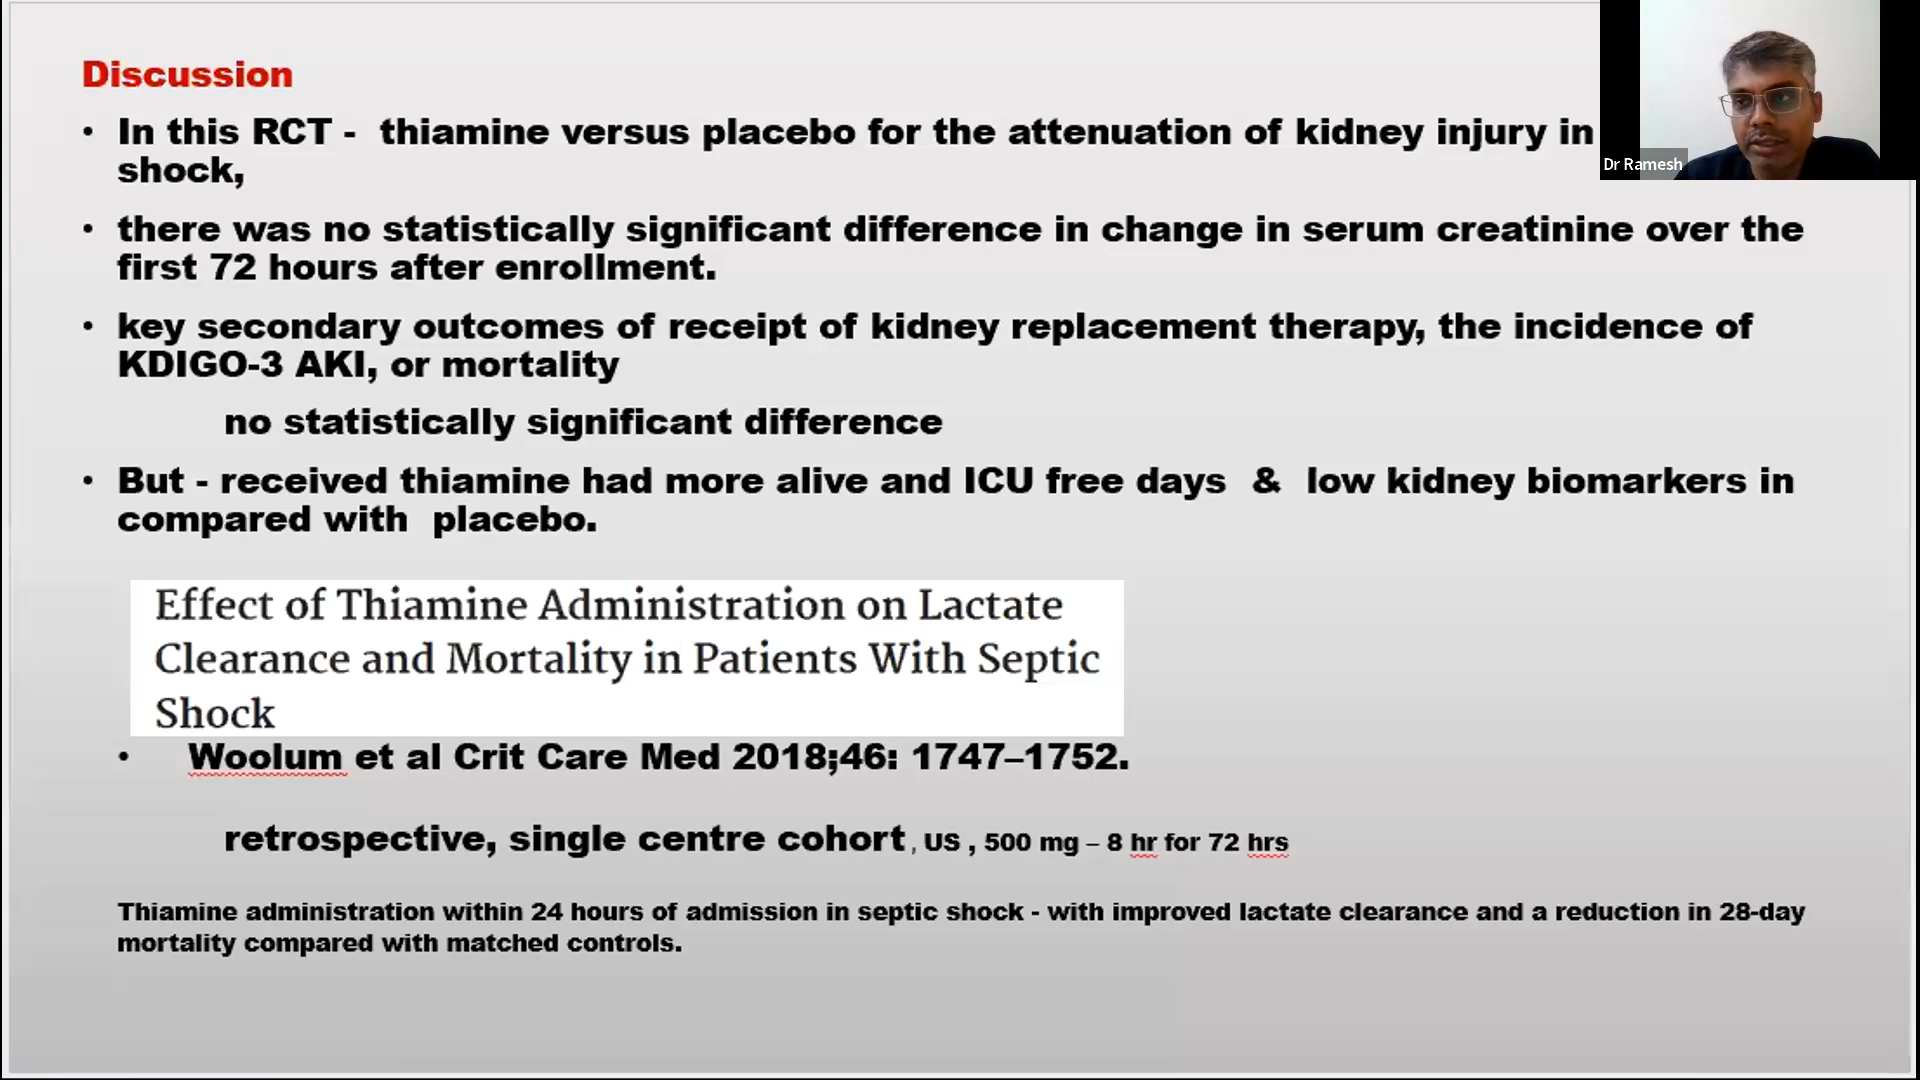 Discussion
• In this RCT - thiamine versus placebo for the attenuation of kidney injury in
shock,
• there was no statistically significant difference in change in serum creatinine over the
first 72 hours after enrollment.
• key secondary outcomes of receipt of kidney replacement therapy, the incidence of
KDIGO-3 AKI, or mortality
no statistically significant difference
• But - received thiamine had more alive and ICU free days & low kidney biomarkers in
compared with placebo.
Effect of Thiamine Administration on Lactate
Clearance and Mortality in Patients With Septic
Shock
• Woolum et al Crit Care Med 2018;46: 1747–1752.
retrospective, single centre cohort , US , 500 mg – 8 hr for 72 hrs
Thiamine administration within 24 hours of admission in septic shock - with improved lactate clearance and a reduction in 28-day
mortality compared with matched controls.
Dr Ramesh